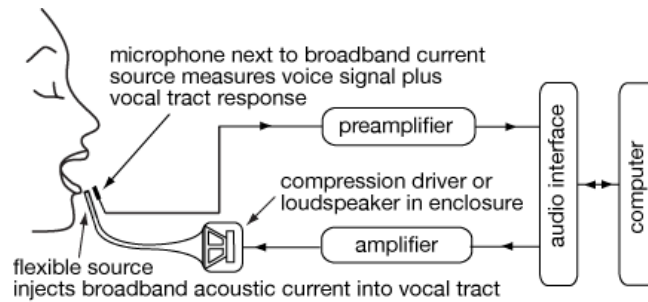 microphone next to broadband current
source measures voice signal plus
vocal tract response
preamplifier
audio interface
computer
compression driver or
loudspeaker in enclosure
amplifier
flexible source
injects broadband acoustic current into vocal tract